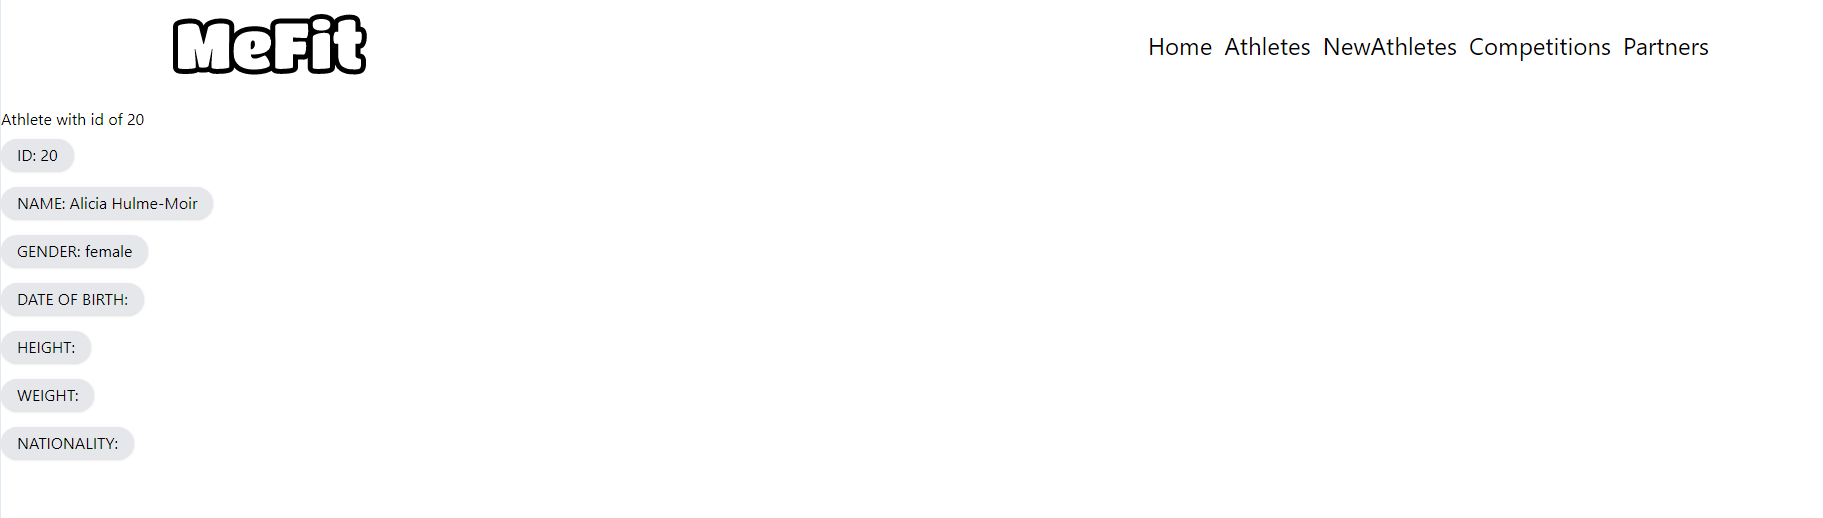 MeFit
Home Athletes NewAthletes Competitions Partners
Athlete with id of 20
ID: 20
NAME: Alicia Hulme-Moir
GENDER: female
DATE OF BIRTH:
HEIGHT:
WEIGHT:
NATIONALITY: